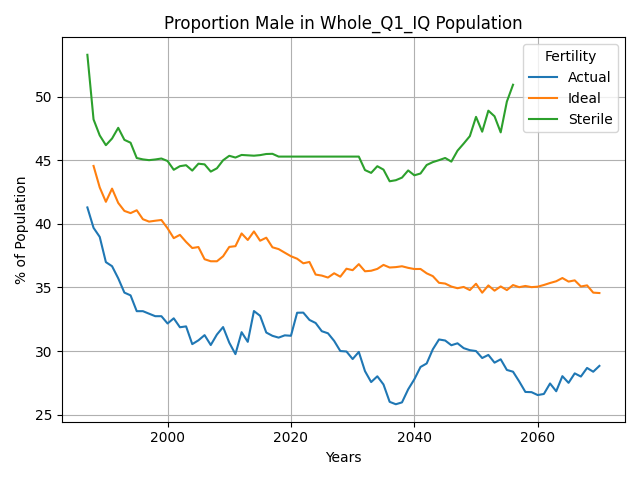 Proportion Male in Whole_Q1_IQ Population
Fertility
Actual
Ideal
Sterile
% of Population
50
45
40
35
30
25
2000
2020
2040
2060
Years